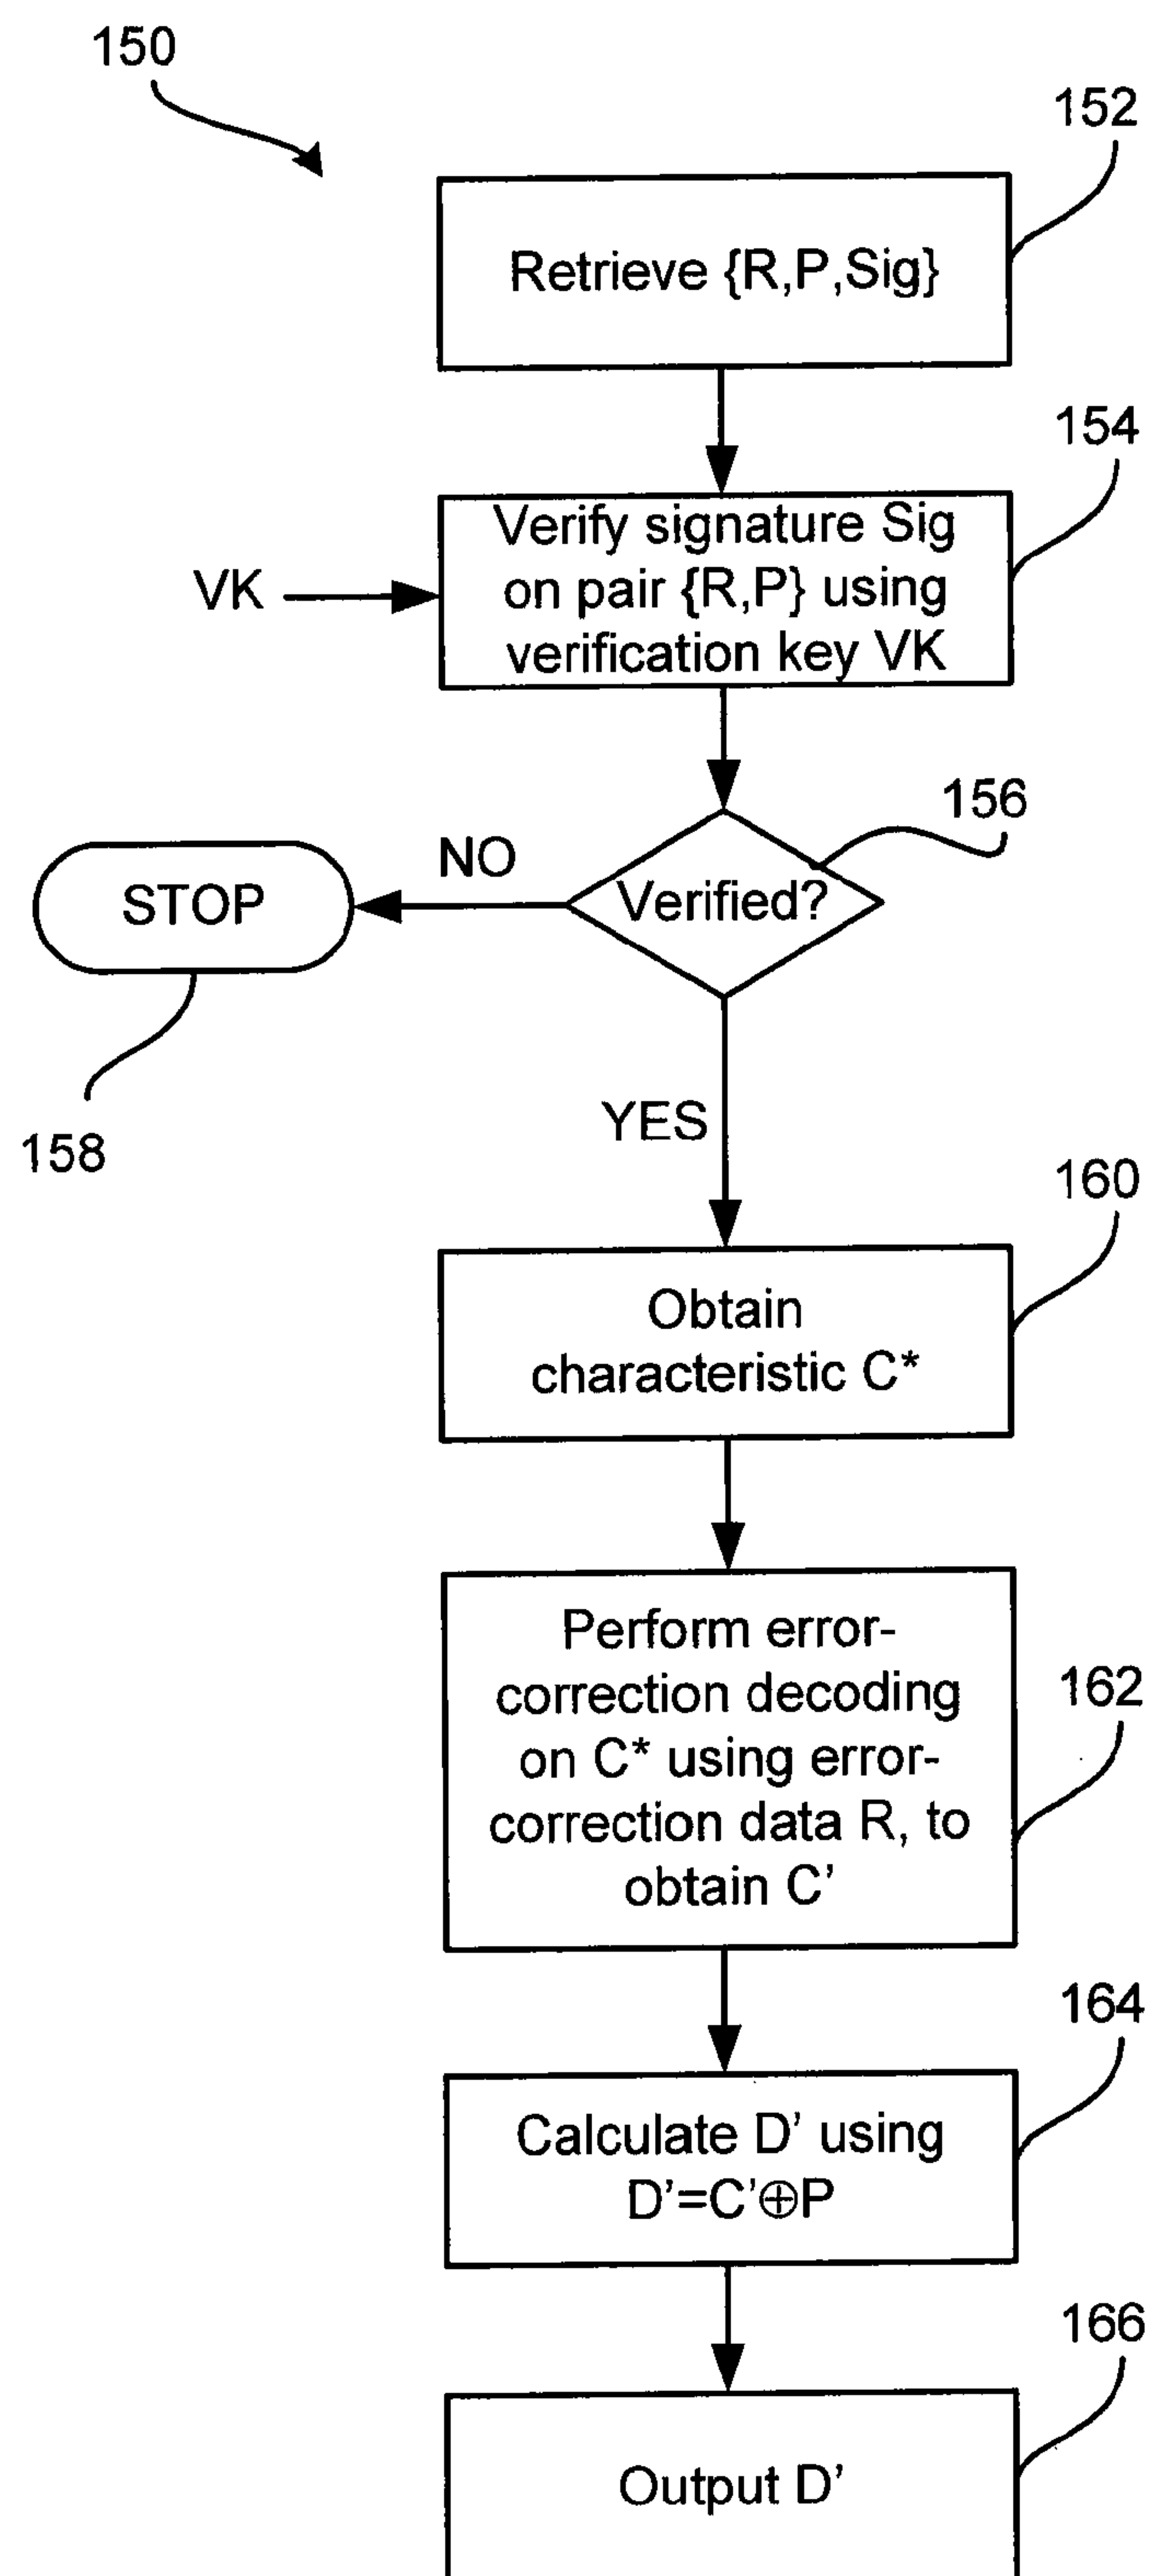 150
152
Retrieve {R,P,Sig}
154
Verify signature Sig
on pair {R,P} using
verification key VK
VK
156
Verified?
NO
STOP
158
YES
160
Obtain
characteristic C*
162
Perform error-
correction decoding
on C* using error-
correction data R, to
obtain C’
164
Calculate D’ using
D’=C’⊕P
166
Output D’